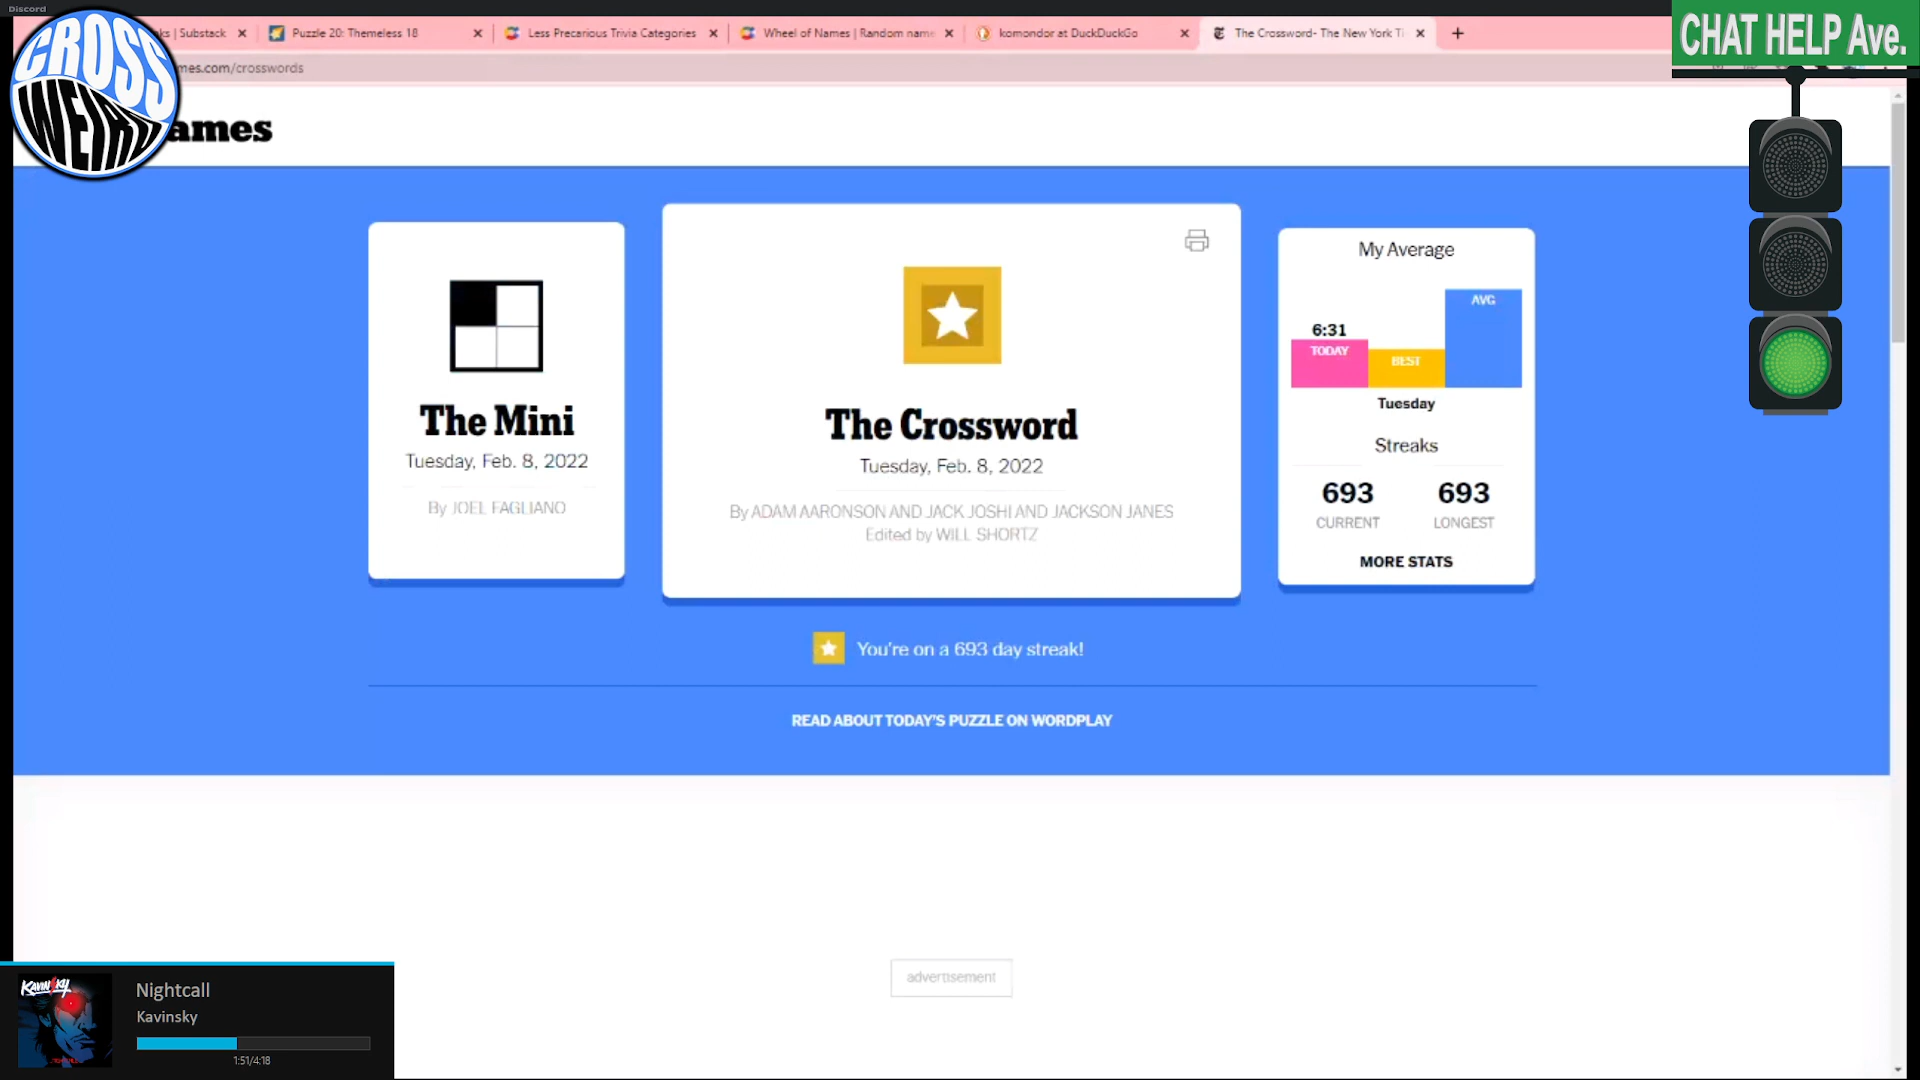 Discord
ks | Substack
Puzzle 20: Themeless 18
Less Precarious Trivia Categories
Wheel of Names | Random name
komondor at DuckDuckGo
The Crossword- The New York Ti
CHAT HELP Ave.
mes.com/crosswords
CROSS
WEIRD
ames
The Mini
Tuesday, Feb. 8, 2022
By JOEL FAGLIANO
The Crossword
Tuesday, Feb. 8, 2022
By ADAM AARONSON AND JACK JOSHI AND JACKSON JANES
Edited by WILL SHORTZ
My Average
AVG
6:31
TODAY
BEST
Tuesday
Streaks
693
693
CURRENT
LONGEST
MORE STATS
You're on a 693 day streak!
READ ABOUT TODAY'S PUZZLE ON WORDPLAY
advertisement
KAVINSKY
Nightcall
Kavinsky
1:51/4:18